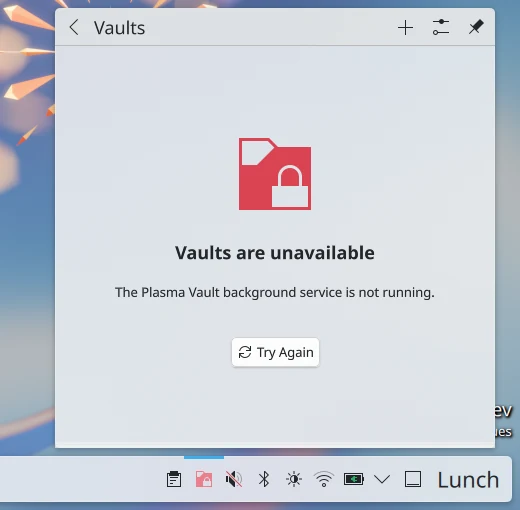 Vaults
Vaults are unavailable
The Plasma Vault background service is not running.
Try Again
Lunch